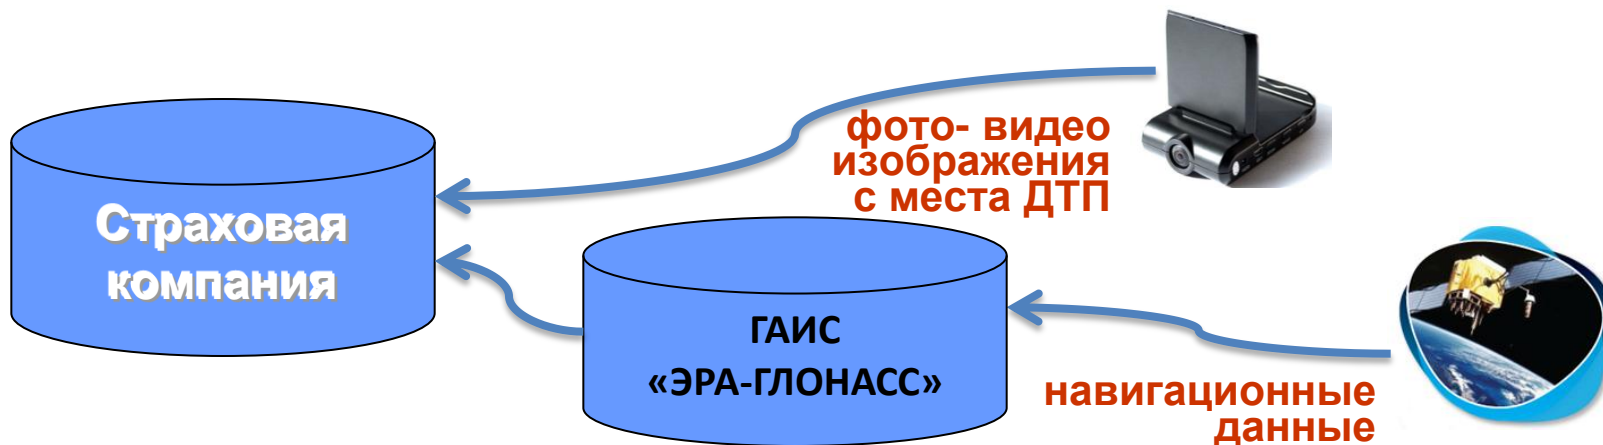 фото- видео
изображения
с места ДТП
Страховая
компания
ГАИС
«ЭРА-ГЛОНАСС»
навигационные
данные